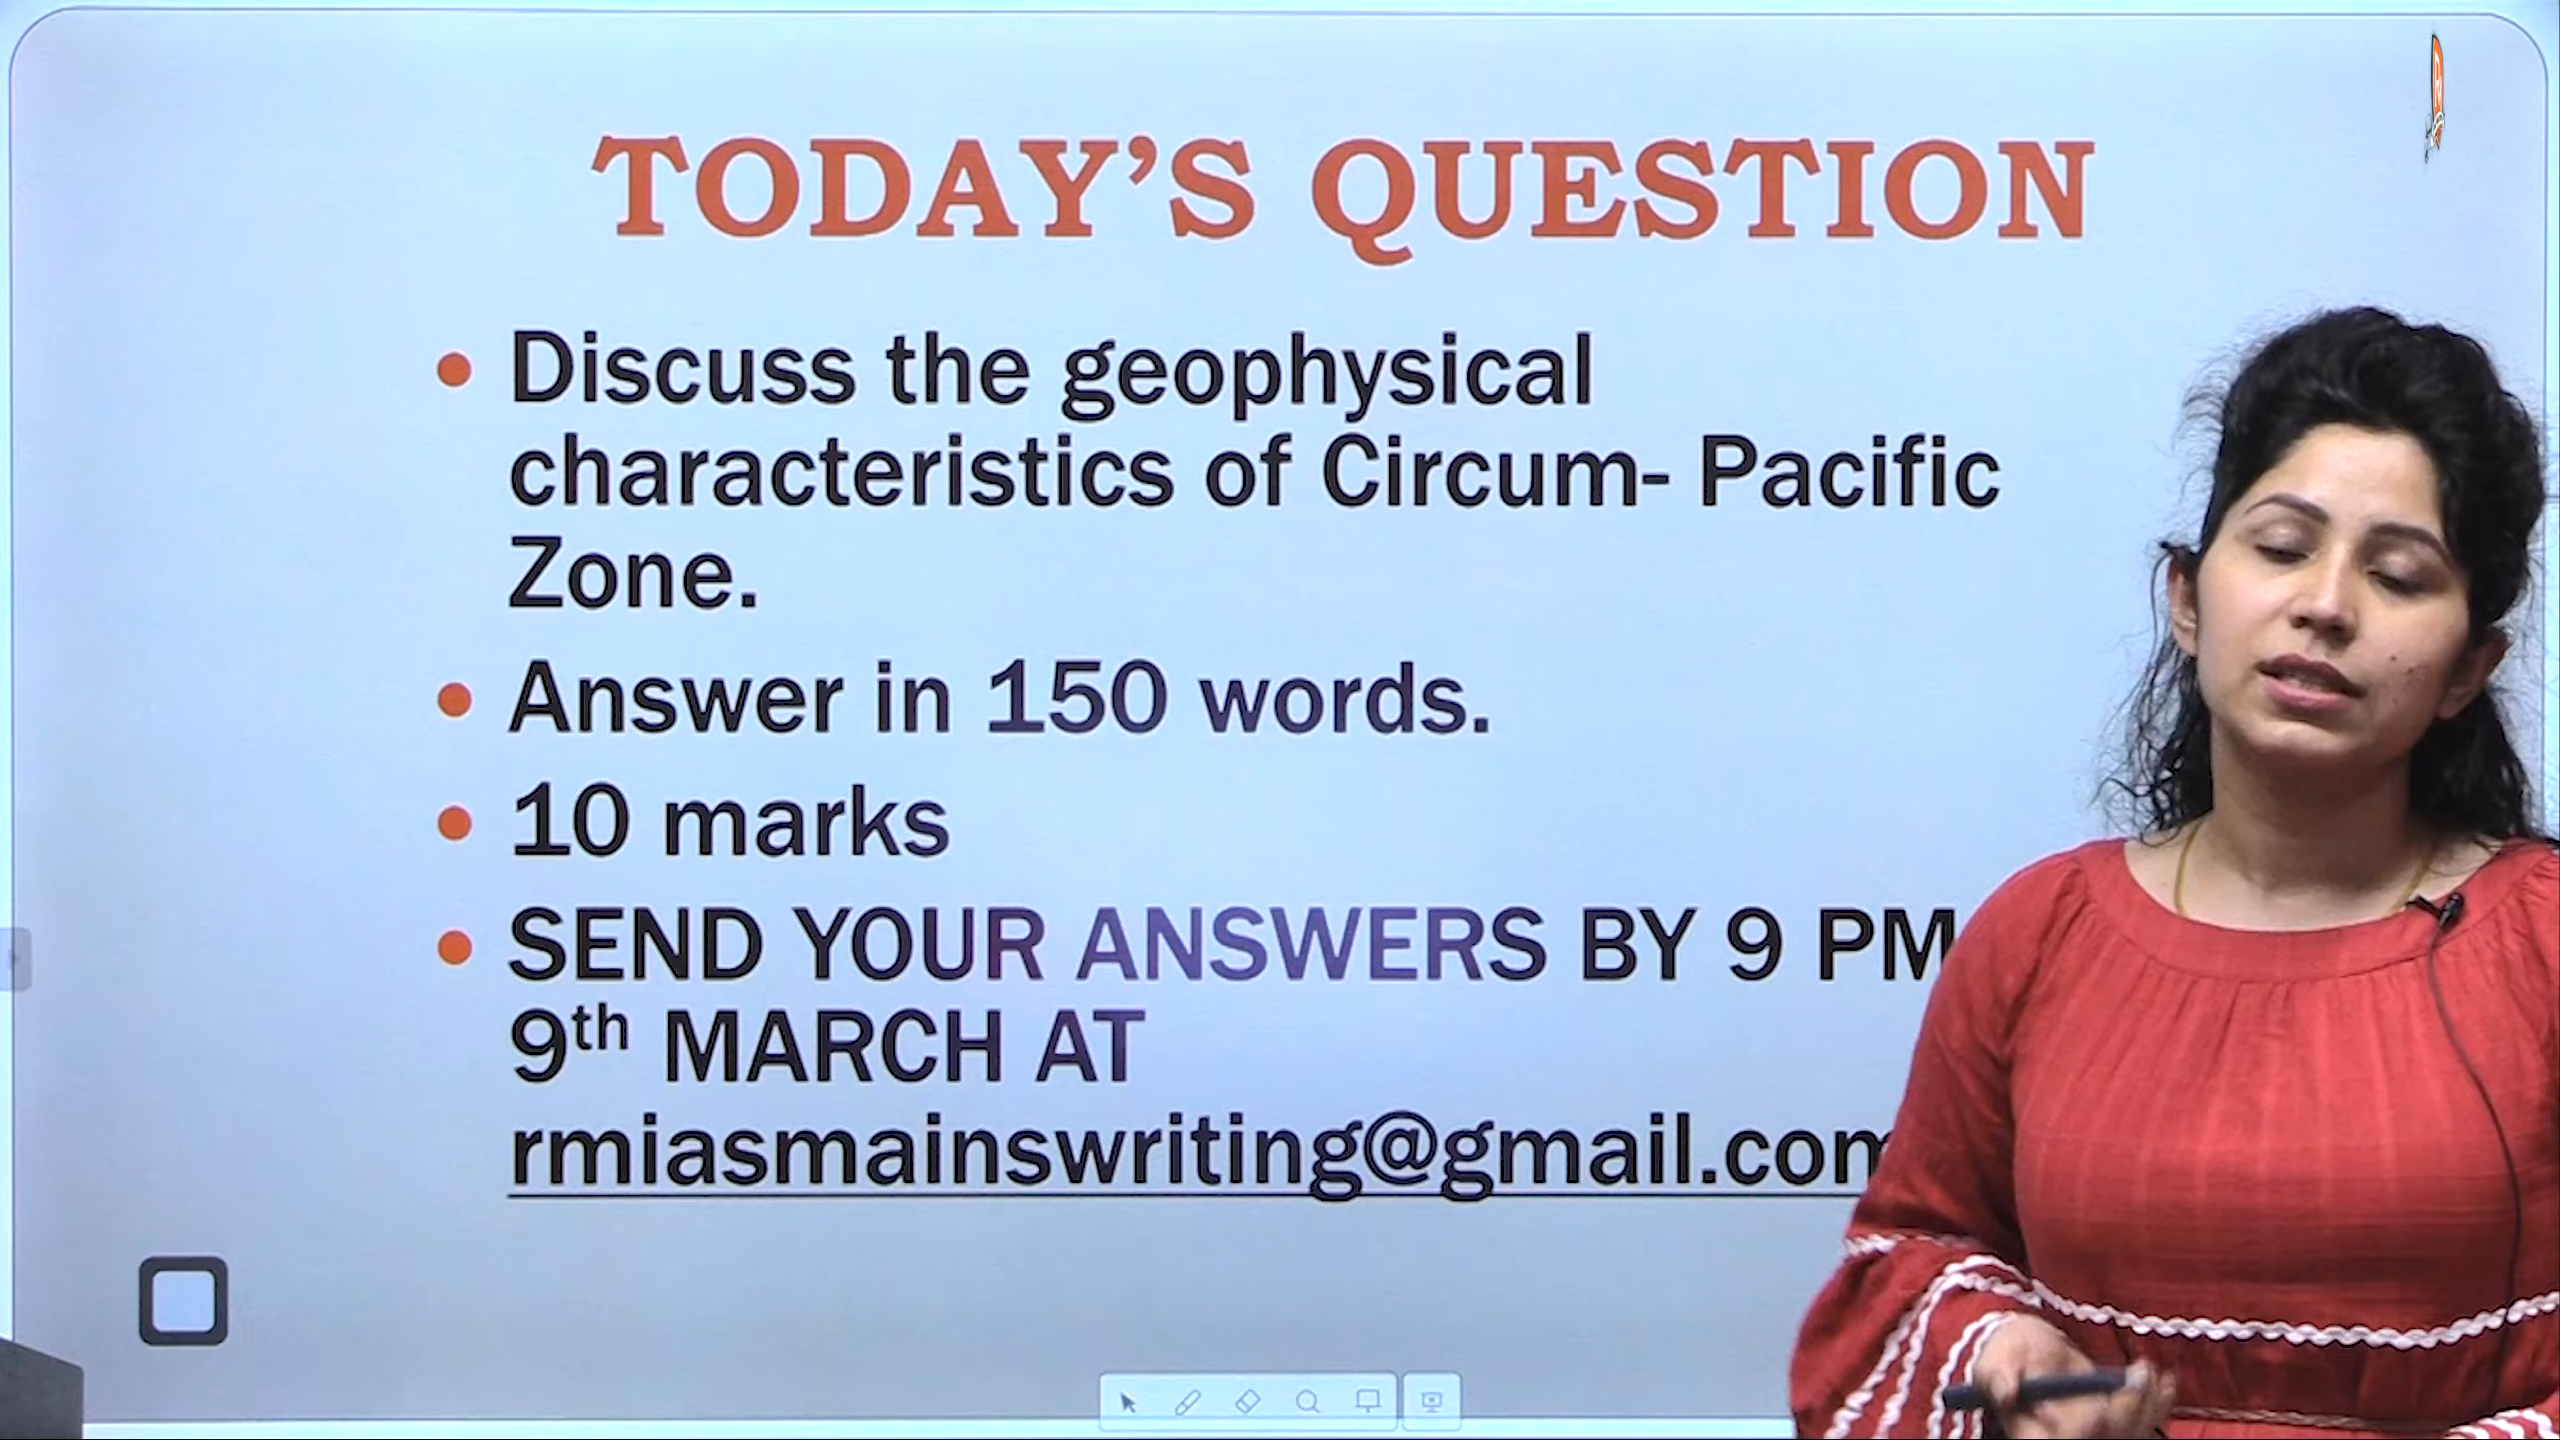 TODAY'S QUESTION
• Discuss the geophysical
characteristics of Circum- Pacific
Zone.
• Answer in 150 words.
• 10 marks
• SEND YOUR ANSWERS BY 9 PM
9th MARCH AT
rmiasmainswriting@gmail.com